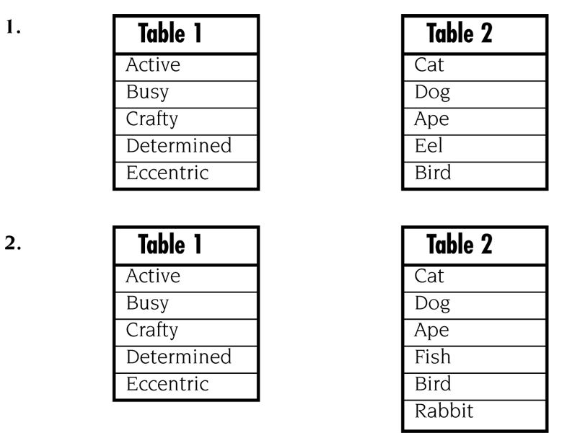 1.
Table 1
Active
Busy
Crafty
Determined
Eccentric
Table 2
Cat
Dog
Ape
Eel
Bird
2.
Table 1
Active
Busy
Crafty
Determined
Eccentric
Table 2
Cat
Dog
Ape
Fish
Bird
Rabbit